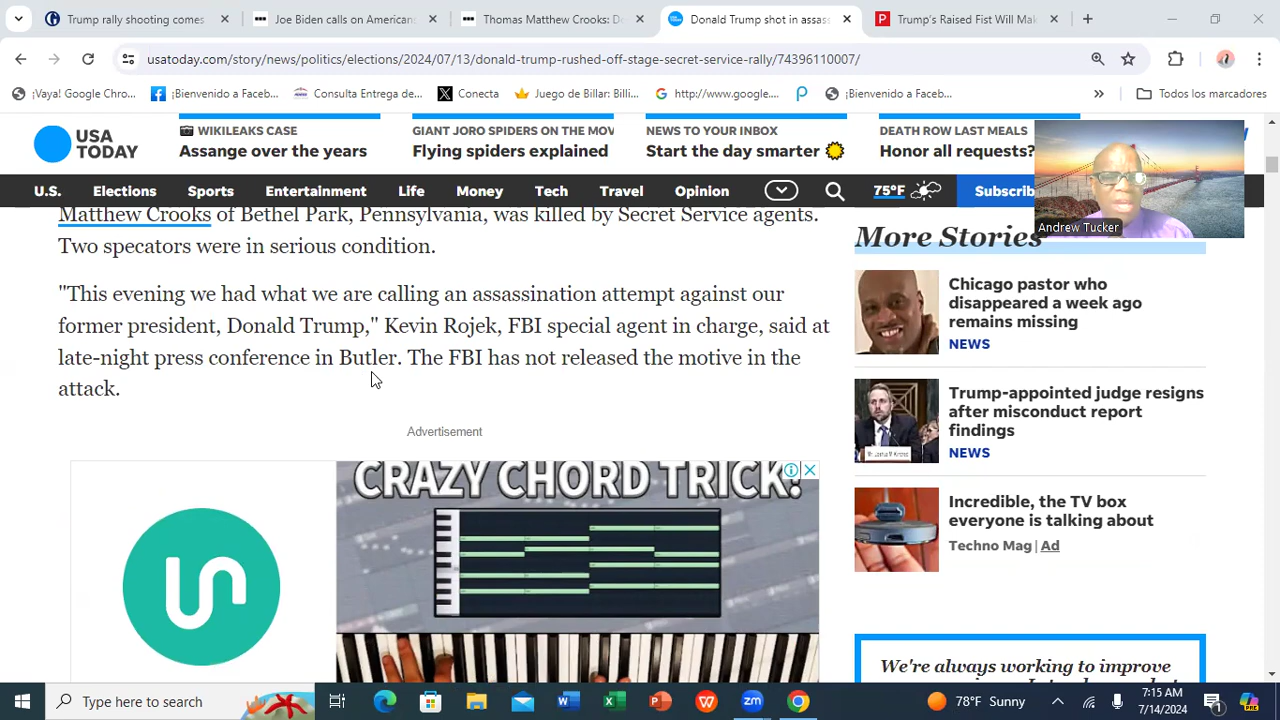 Trump rally shooting comes
Joe Biden calls on American
Thomas Matthew Crooks: D
Donald Trump shot in assas
Trump's Raised Fist Will Mak
usatoday.com/story/news/politics/elections/2024/07/13/donald-trump-rushed-off-stage-secret-service-rally/74396110007/
¡Vaya! Google Chro...
¡Bienvenido a Faceb...
Consulta Entrega de...
Conecta
Juego de Billar: Billi...
http://www.google....
¡Bienvenido a Faceb...
»
Todos los marcadores
USA
TODAY
WIKILEAKS CASE
Assange over the years
GIANT JORO SPIDERS ON THE MOV
Flying spiders explained
NEWS TO YOUR INBOX
Start the day smarter
DEATH ROW LAST MEALS
Honor all requests?
U.S.
Elections
Sports
Entertainment
Life
Money
Tech
Travel
Opinion
75°F
Subscrib
Andrew Tucker
Matthew Crooks of Bethel Park, Pennsylvania, was killed by Secret Service agents.
Two specators were in serious condition.
"This evening we had what we are calling an assassination attempt against our
former president, Donald Trump," Kevin Rojek, FBI special agent in charge, said at
late-night press conference in Butler. The FBI has not released the motive in the
attack.
Advertisement
CRAZY CHORD TRICK!
More Stories
Chicago pastor who
disappeared a week ago
remains missing
NEWS
Trump-appointed judge resigns
after misconduct report
findings
NEWS
Incredible, the TV box
everyone is talking about
Techno Mag | Ad
We're always working to improve
Type here to search
78°F Sunny
7:15 AM
7/14/2024